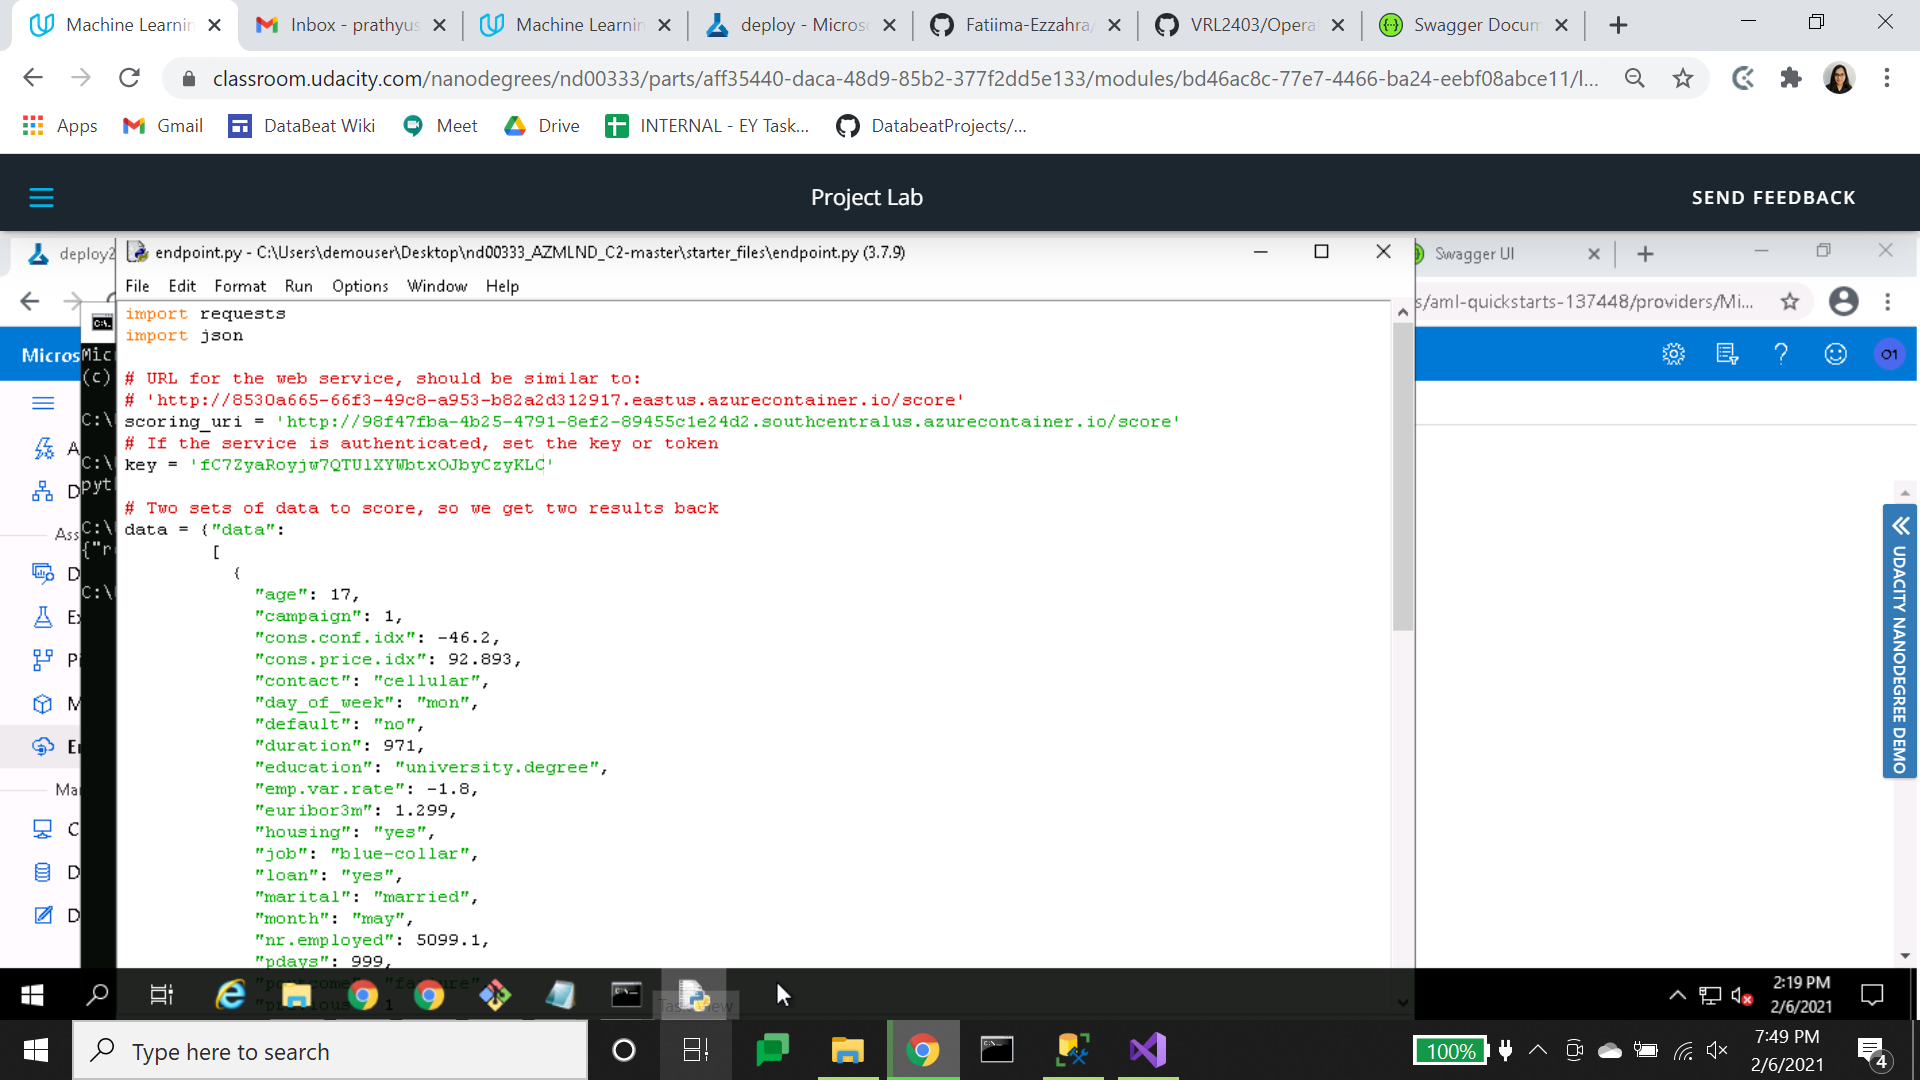 Machine Learnin
Inbox - prathyus
Machine Learnin
deploy - Micros
Fatiima-Ezzahra/
VRL2403/Opera
Swagger Docum
classroom.udacity.com/nanodegrees/nd00333/parts/aff35440-daca-48d9-85b2-377f2dd5e133/modules/bd46ac8c-77e7-4466-ba24-eebf08abce11/l...
Apps
Gmail
DataBeat Wiki
Meet
Drive
INTERNAL - EY Task...
DatabeatProjects/...
Project Lab
SEND FEEDBACK
deploy2
endpoint.py - C:\Users\demouser\Desktop\nd00333_AZMLND_C2-master\starter_files\endpoint.py (3.7.9)
Swagger UI
File Edit Format Run Options Window Help
s/aml-quickstarts-137448/providers/Mi...
Micros
O1
import requests
import json
# URL for the web service, should be similar to:
# 'http://8530a665-66f3-49c8-a953-b82a2d312917.eastus.azurecontainer.io/score'
scoring_uri = 'http://98f47fba-4b25-4791-8ef2-89455c1e24d2.southcentralus.azurecontainer.io/score'
# If the service is authenticated, set the key or token
key = 'fC7ZyaRoyjw7QTUlXYWbtxOJbyCzyKLC'
# Two sets of data to score, so we get two results back
data = {"data":
[
{
"age": 17,
"campaign": 1,
"cons.conf.idx": -46.2,
"cons.price.idx": 92.893,
"contact": "cellular",
"day_of_week": "mon",
"default": "no",
"duration": 971,
"education": "university.degree",
"emp.var.rate": -1.8,
"euribor3m": 1.299,
"housing": "yes",
"job": "blue-collar",
"loan": "yes",
"marital": "married",
"month": "may",
"nr.employed": 5099.1,
"pdays": 999,
Mic
(c)
C:\
C:\
pyt
C:\
{"r
C:\
A
D
Ass
D
Ex
Pi
M
En
Ma
C
D
D
UDACITY NANODEGREE DEMO
Task View
2:19 PM
2/6/2021
Type here to search
100%
7:49 PM
2/6/2021
4